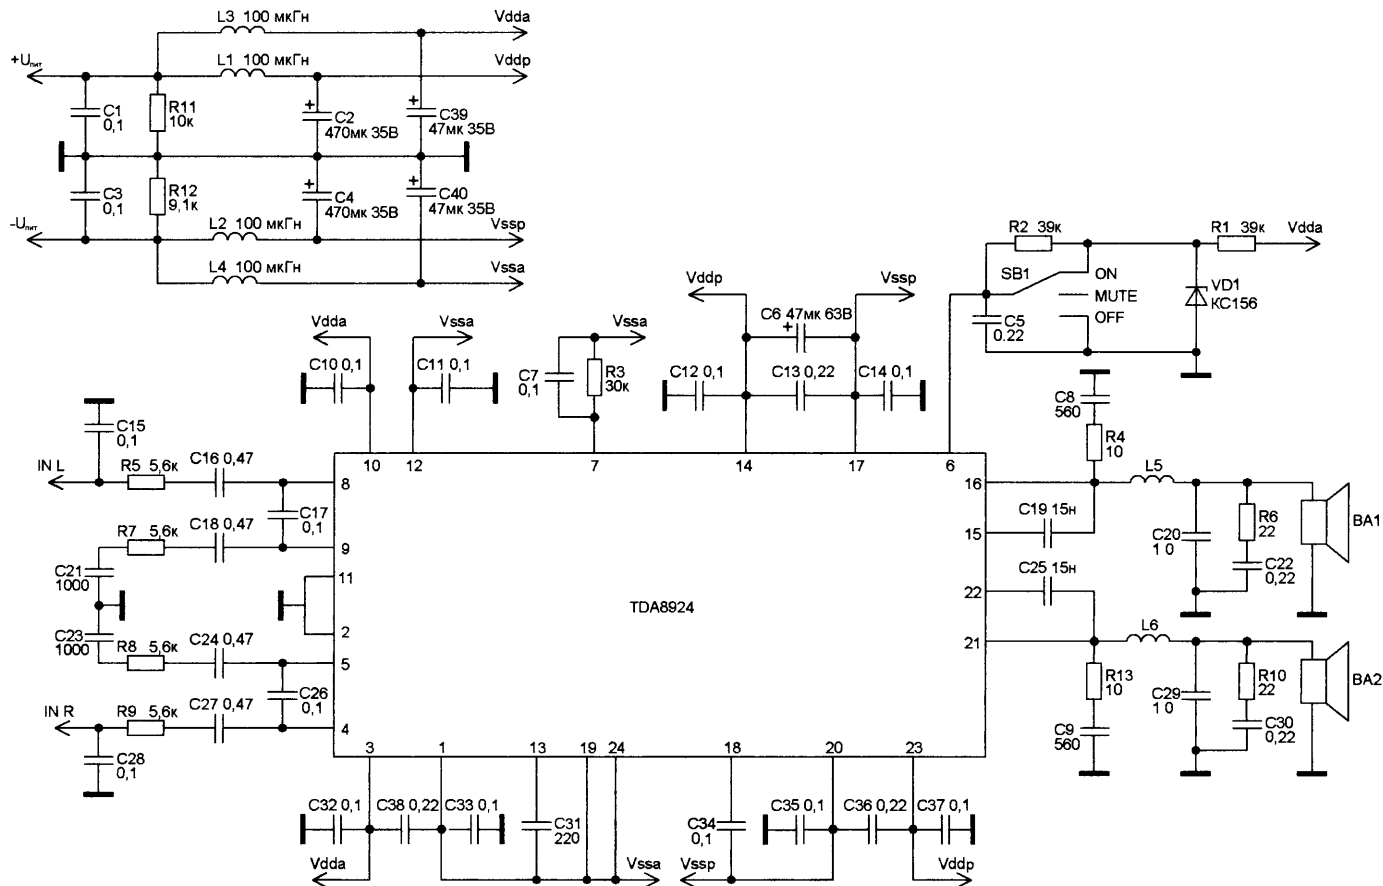 L3 100 мкГн
Vdda
+Uпит
L1 100 мкГн
Vddp
C1
0,1
R11
10к
+
C2
470мк 35В
+
C39
47мк 35В
C3
0,1
R12
9,1к
+
C4
470мк 35В
+
C40
47мк 35В
-Uпит
L2 100 мкГн
Vssp
L4 100 мкГн
Vssa
R2 39к
R1 39к
Vdda
SB1
ON
MUTE
OFF
VD1
КС156
C5
0.22
Vddp
Vssp
C6 47мк 63В
+
Vdda
Vssa
Vssa
C10 0,1
C11 0,1
C7
0,1
R3
30к
C12 0,1
C13 0,22
C14 0,1
C8
560
R4
10
C15
0,1
IN L
R5 5,6к
C16 0,47
C17
0,1
R7 5,6к
C18 0,47
C21
1000
C23
1000
R8 5,6к
C24 0,47
C26
0,1
IN R
R9 5,6к
C27 0,47
C28
0,1
10
12
7
14
17
6
8
9
11
2
5
4
TDA8924
16
15
22
21
3
1
13
19
24
18
20
23
L5
C19 15н
C20
1 0
R6
22
C22
0,22
BA1
C25 15н
L6
R13
10
C9
560
C29
1 0
R10
22
C30
0,22
BA2
C32 0,1
C38 0,22
C33 0,1
C31
220
C34
0,1
C35 0,1
C36 0,22
C37 0,1
Vdda
Vssa
Vssp
Vddp